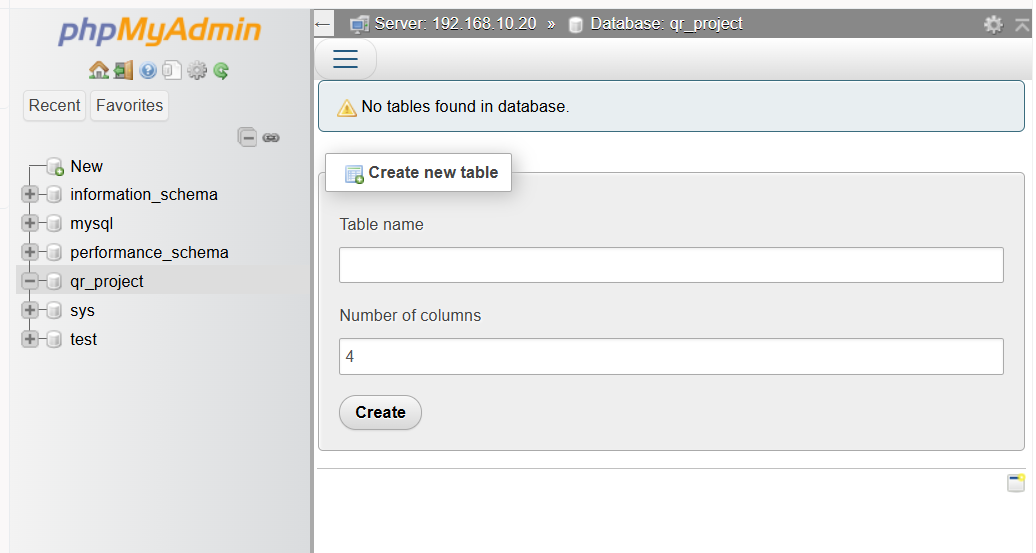 phpMyAdmin
Recent
Favorites
New
information_schema
mysql
performance_schema
qr_project
sys
test
Server: 192.168.10.20 » Database: qr_project
No tables found in database.
Create new table
Table name
Number of columns
4
Create